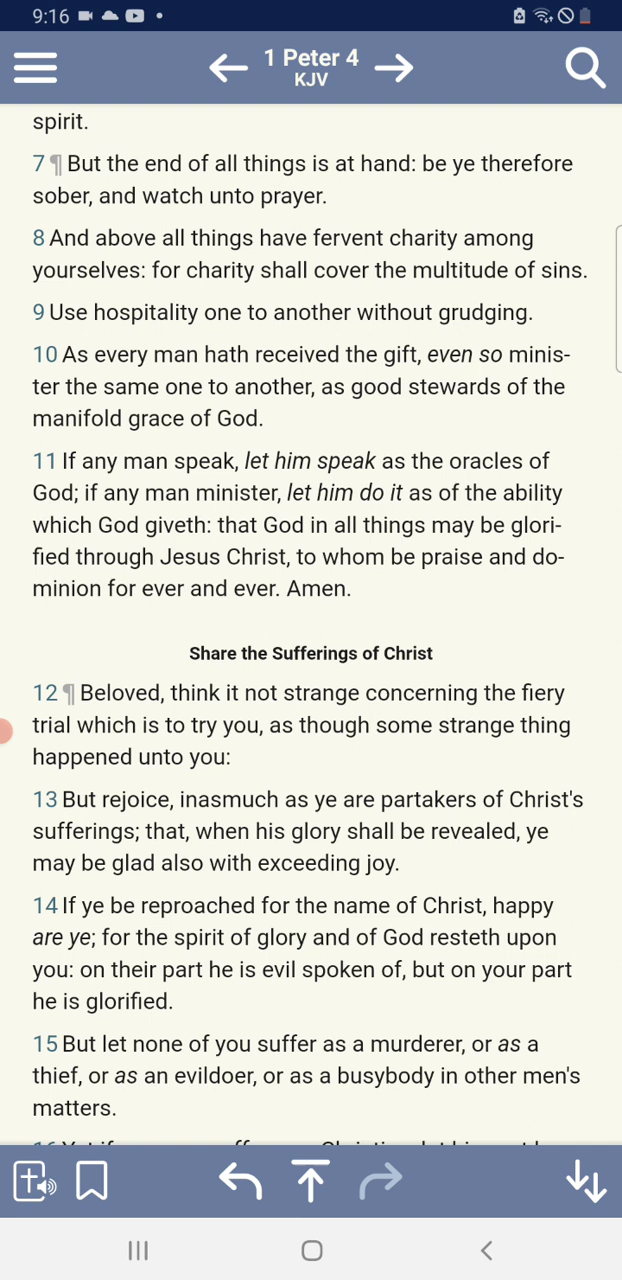 9:16
1 Peter 4
KJV
spirit.
7 ¶ But the end of all things is at hand: be ye therefore
sober, and watch unto prayer.
8 And above all things have fervent charity among
yourselves: for charity shall cover the multitude of sins.
9 Use hospitality one to another without grudging.
10 As every man hath received the gift, even so minis-
ter the same one to another, as good stewards of the
manifold grace of God.
11 If any man speak, let him speak as the oracles of
God; if any man minister, let him do it as of the ability
which God giveth: that God in all things may be glori-
fied through Jesus Christ, to whom be praise and do-
minion for ever and ever. Amen.
Share the Sufferings of Christ
12 ¶ Beloved, think it not strange concerning the fiery
trial which is to try you, as though some strange thing
happened unto you:
13 But rejoice, inasmuch as ye are partakers of Christ's
sufferings; that, when his glory shall be revealed, ye
may be glad also with exceeding joy.
14 If ye be reproached for the name of Christ, happy
are ye; for the spirit of glory and of God resteth upon
you: on their part he is evil spoken of, but on your part
he is glorified.
15 But let none of you suffer as a murderer, or as a
thief, or as an evildoer, or as a busybody in other men's
matters.